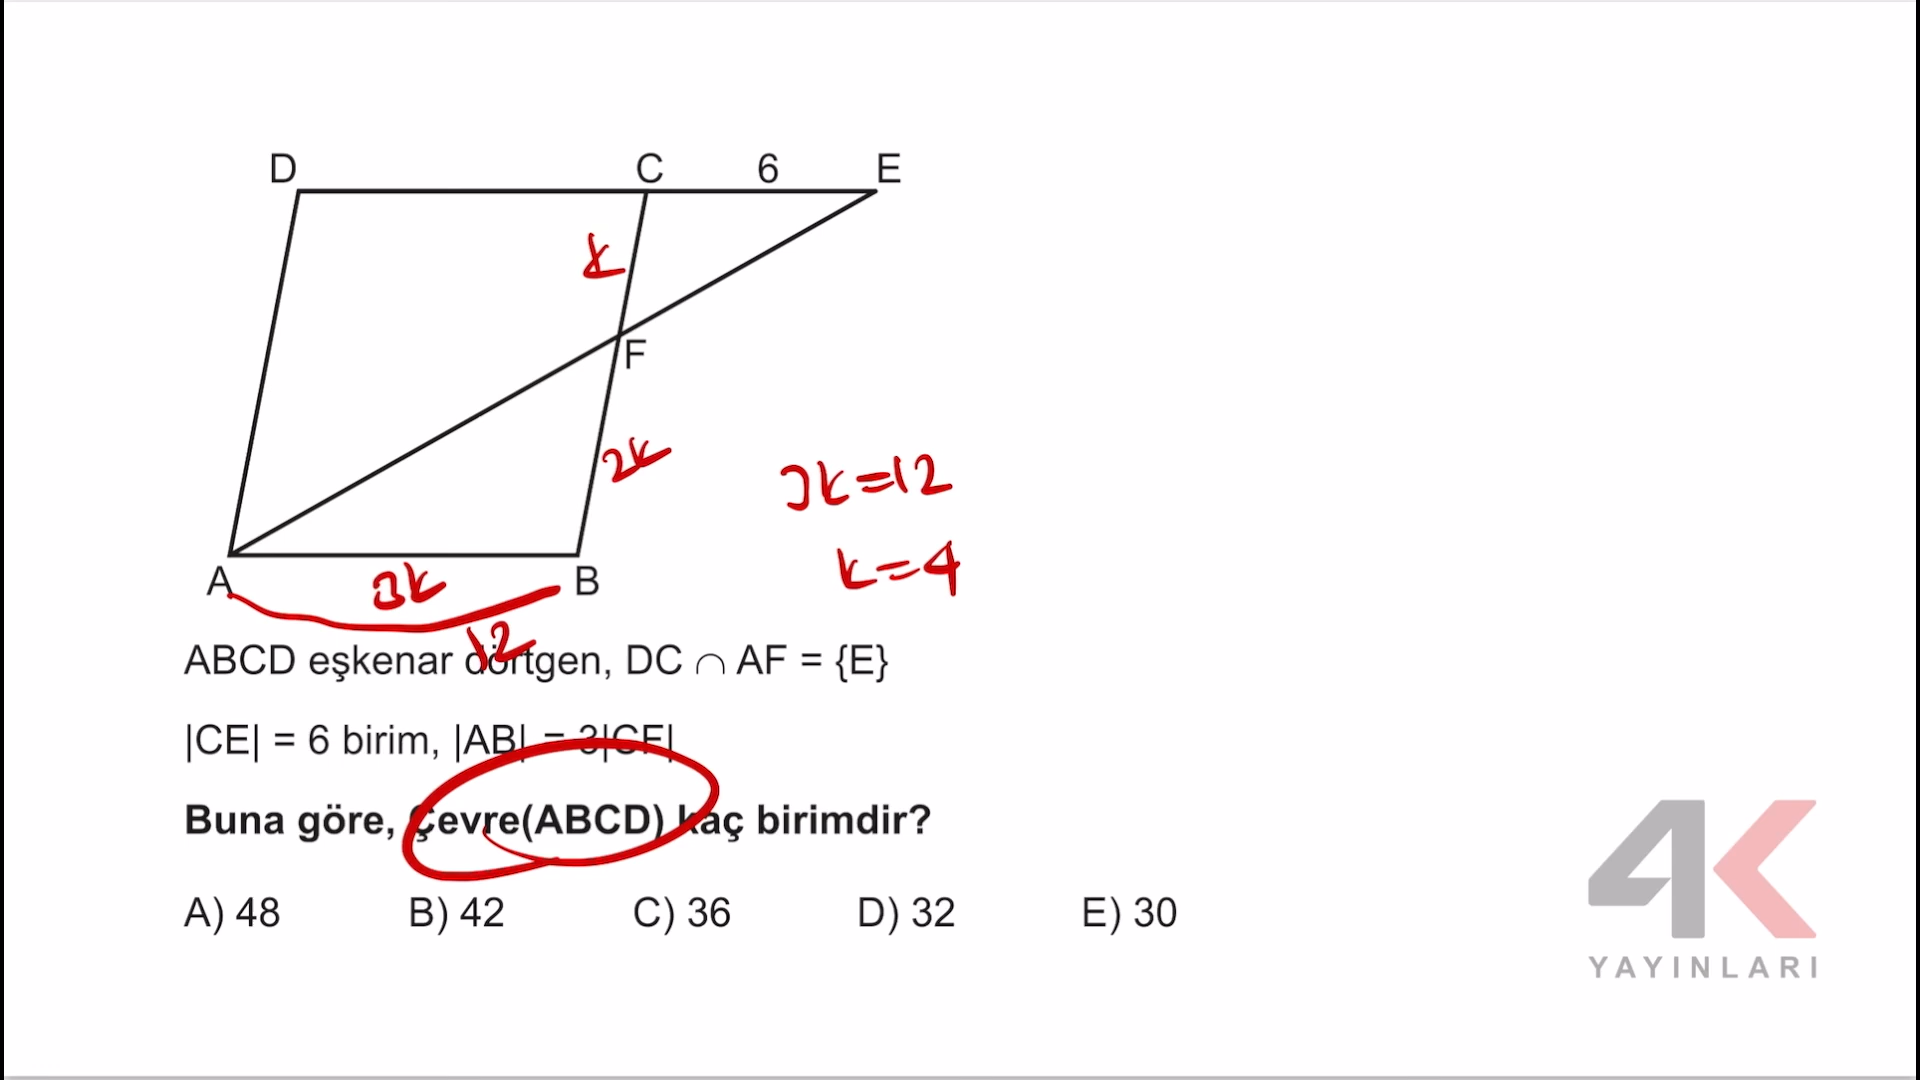 D C 6 E
k
F
2k
3k=12
k=4
A 3k B
12
ABCD eşkenar dörtgen, DC ∩ AF = {E}
|CE| = 6 birim, |AB| = 3|CF|
Buna göre, Çevre(ABCD) kaç birimdir?
A) 48 B) 42 C) 36 D) 32 E) 30
4K
YAYINLARI